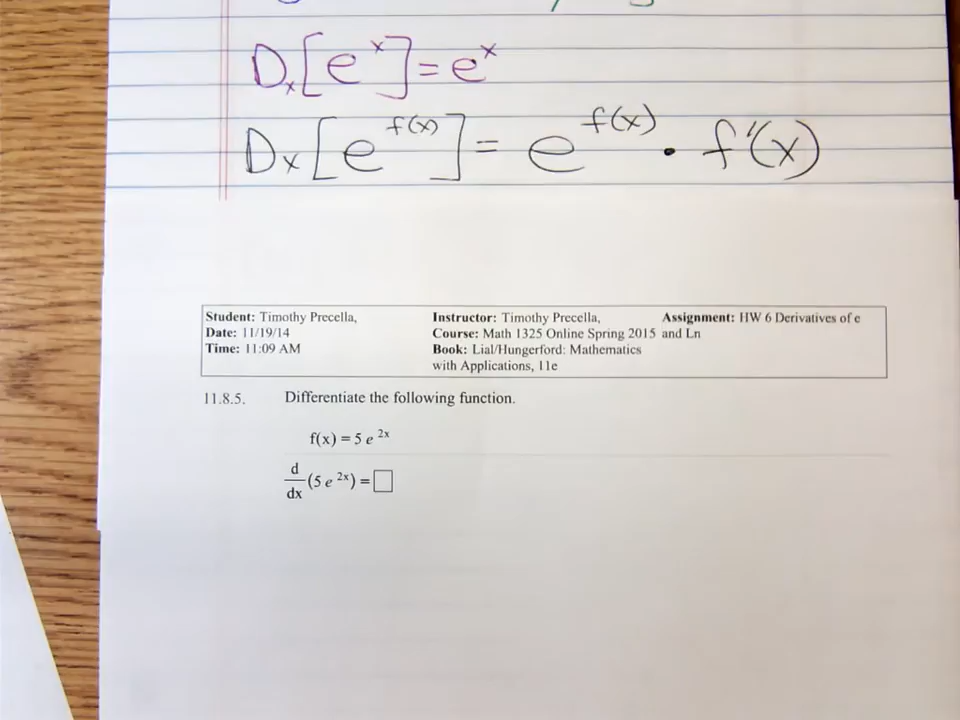 Dx[e^x] = e^x
Dx[e^f(x)] = e^f(x) · f'(x)
Student: Timothy Precella, Instructor: Timothy Precella, Assignment: HW 6 Derivatives of e
Date: 11/19/14 Course: Math 1325 Online Spring 2015 and Ln
Time: 11:09 AM Book: Lial/Hungerford: Mathematics
with Applications, 11e
11.8.5. Differentiate the following function.
f(x) = 5 e^2x
d/dx (5 e^2x) = □